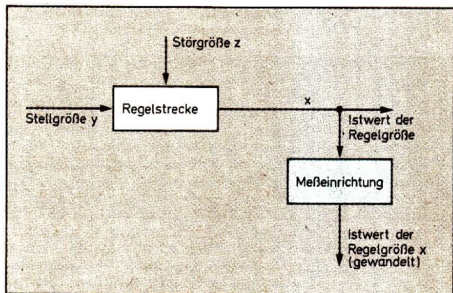 Störgröße z
Regelstrecke
x
Stellgröße y
Istwert der
Regelgröße
Meßeinrichtung
Istwert der
Regelgröße x
(gewandelt)